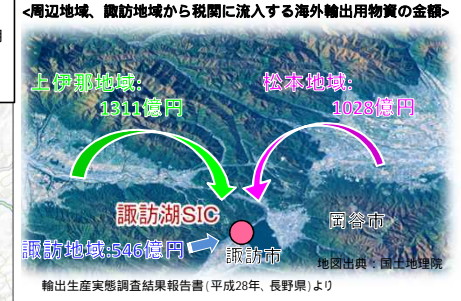 <周辺地域、諏訪地域から税関に流入する海外輸出用物資の金額>
上伊那地域:
1311億円
松本地域:
1028億円
諏訪湖SIC
岡谷市
諏訪地域:546億円
諏訪市
地図出典:国土地理院
輸出生産実態調査結果報告書(平成28年、長野県)より